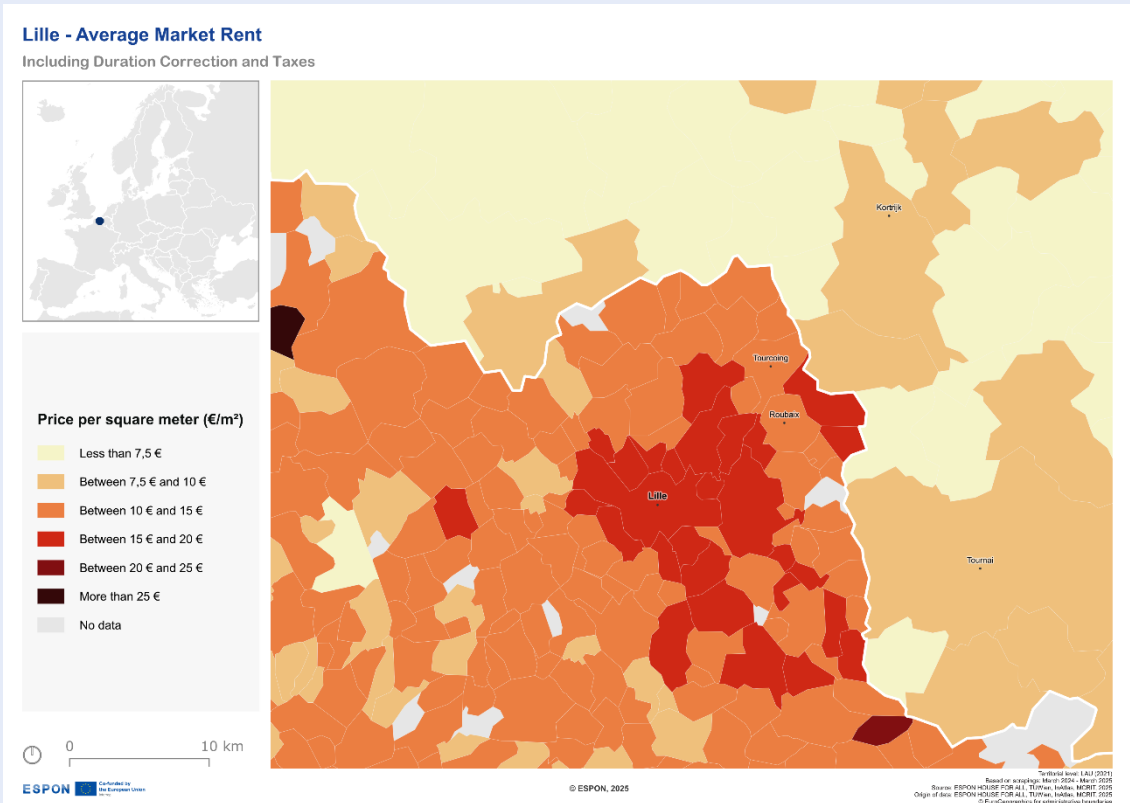 Lille - Average Market Rent
Including Duration Correction and Taxes
Kortrijk
Tourcoing
Roubaix
Lille
Tournai
Price per square meter (€/m²)
Less than 7,5 €
Between 7,5 € and 10 €
Between 10 € and 15 €
Between 15 € and 20 €
Between 20 € and 25 €
More than 25 €
No data
0 10 km
ESPON
Co-funded by
the European Union
© ESPON, 2025
Territorial level: LAU (2021)
Based on scrapings: March 2024 - March 2025
Source: ESPON HOUSE FOR ALL, TUWien, InAtlas, MCRIT, 2025
Origin of data: ESPON HOUSE FOR ALL, TUWien, InAtlas, MCRIT, 2025
© EuroGeographics for administrative boundaries